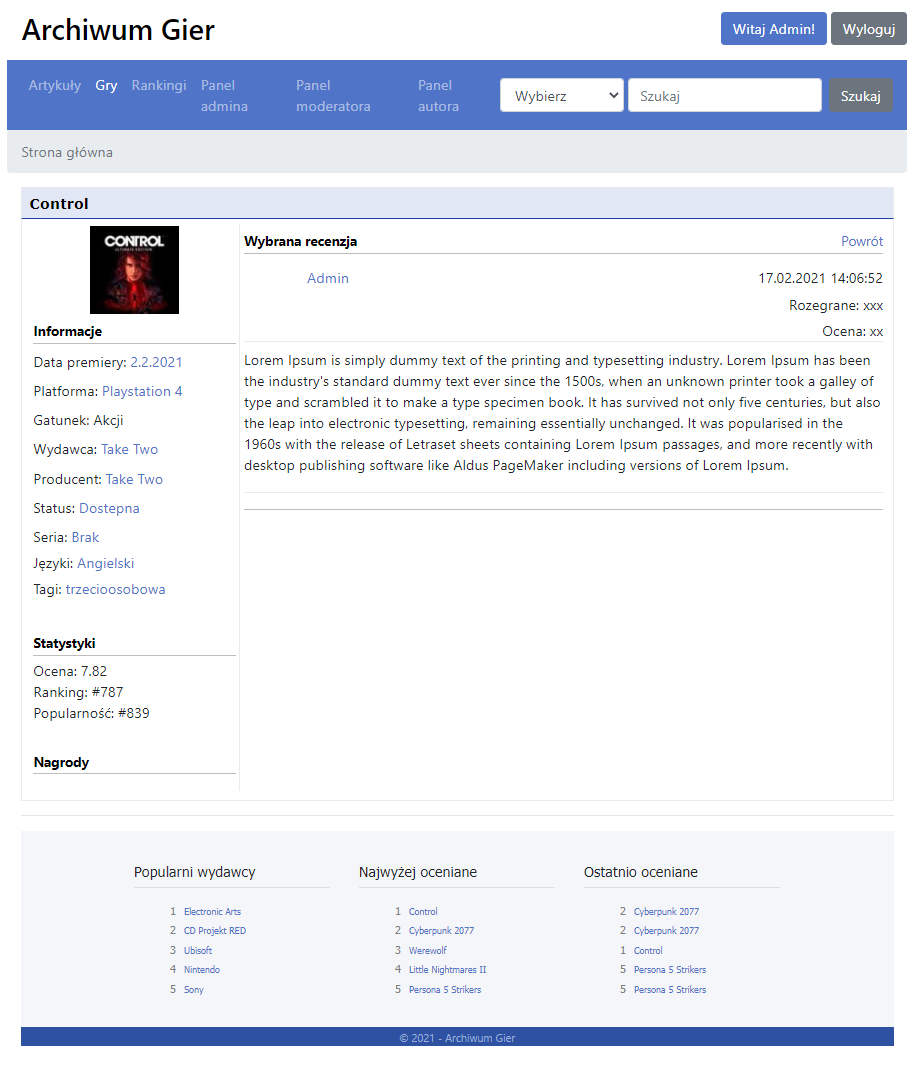 Archiwum Gier
Witaj Admin!
Wyloguj
Artykuły
Gry
Rankingi
Panel
admina
Panel
moderatora
Panel
autora
Wybierz
Szukaj
Szukaj
Strona główna
Control
CONTROL
ULTIMATE EDITION
Informacje
Data premiery: 2.2.2021
Platforma: Playstation 4
Gatunek: Akcji
Wydawca: Take Two
Producent: Take Two
Status: Dostepna
Seria: Brak
Języki: Angielski
Tagi: trzecioosobowa
Statystyki
Ocena: 7.82
Ranking: #787
Popularność: #839
Nagrody
Wybrana recenzja
Powrót
Admin
17.02.2021 14:06:52
Rozegrane: xxx
Ocena: xx
Lorem Ipsum is simply dummy text of the printing and typesetting industry. Lorem Ipsum has been
the industry's standard dummy text ever since the 1500s, when an unknown printer took a galley of
type and scrambled it to make a type specimen book. It has survived not only five centuries, but also
the leap into electronic typesetting, remaining essentially unchanged. It was popularised in the
1960s with the release of Letraset sheets containing Lorem Ipsum passages, and more recently with
desktop publishing software like Aldus PageMaker including versions of Lorem Ipsum.
Popularni wydawcy
1 Electronic Arts
2 CD Projekt RED
3 Ubisoft
4 Nintendo
5 Sony
Najwyżej oceniane
1 Control
2 Cyberpunk 2077
3 Werewolf
4 Little Nightmares II
5 Persona 5 Strikers
Ostatnio oceniane
2 Cyberpunk 2077
2 Cyberpunk 2077
1 Control
5 Persona 5 Strikers
5 Persona 5 Strikers
© 2021 - Archiwum Gier